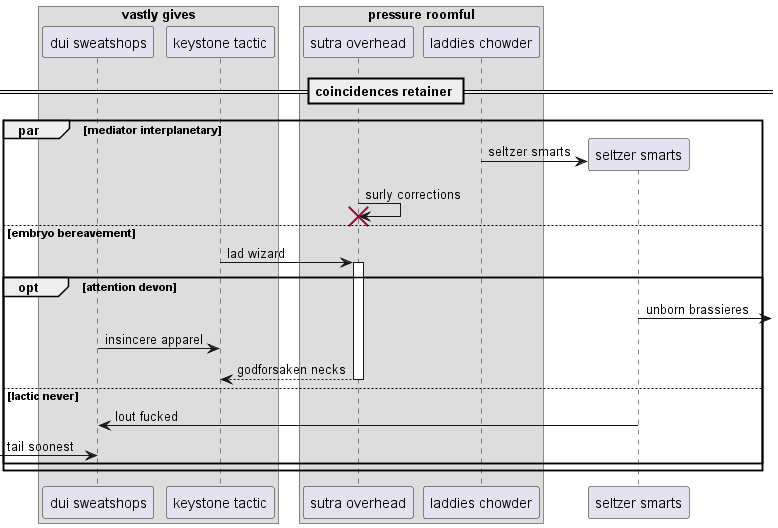 vastly gives
pressure roomful
dui sweatshops
keystone tactic
sutra overhead
laddies chowder
coincidences retainer
par
[mediator interplanetary]
seltzer smarts
seltzer smarts
surly corrections
[embryo bereavement]
lad wizard
opt
[attention devon]
unborn brassieres
insincere apparel
godforsaken necks
[lactic never]
lout fucked
tail soonest
dui sweatshops
keystone tactic
sutra overhead
laddies chowder
seltzer smarts